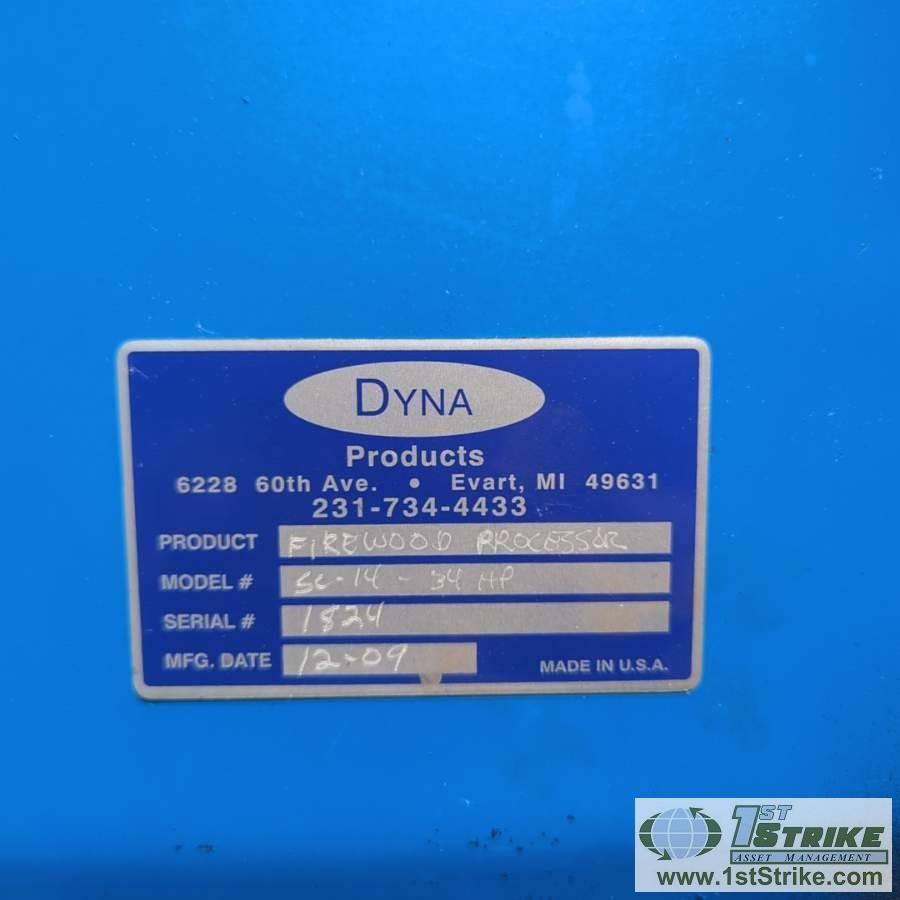 DYNA
Products
6228 60th Ave. • Evart, MI 49631
231-734-4433
PRODUCT FIREWOOD PROCESSOR
MODEL # SC-14 - 34 HP
SERIAL # 1824
MFG. DATE 12-09 MADE IN U.S.A.
1ST STRIKE
ASSET MANAGEMENT
www.1stStrike.com